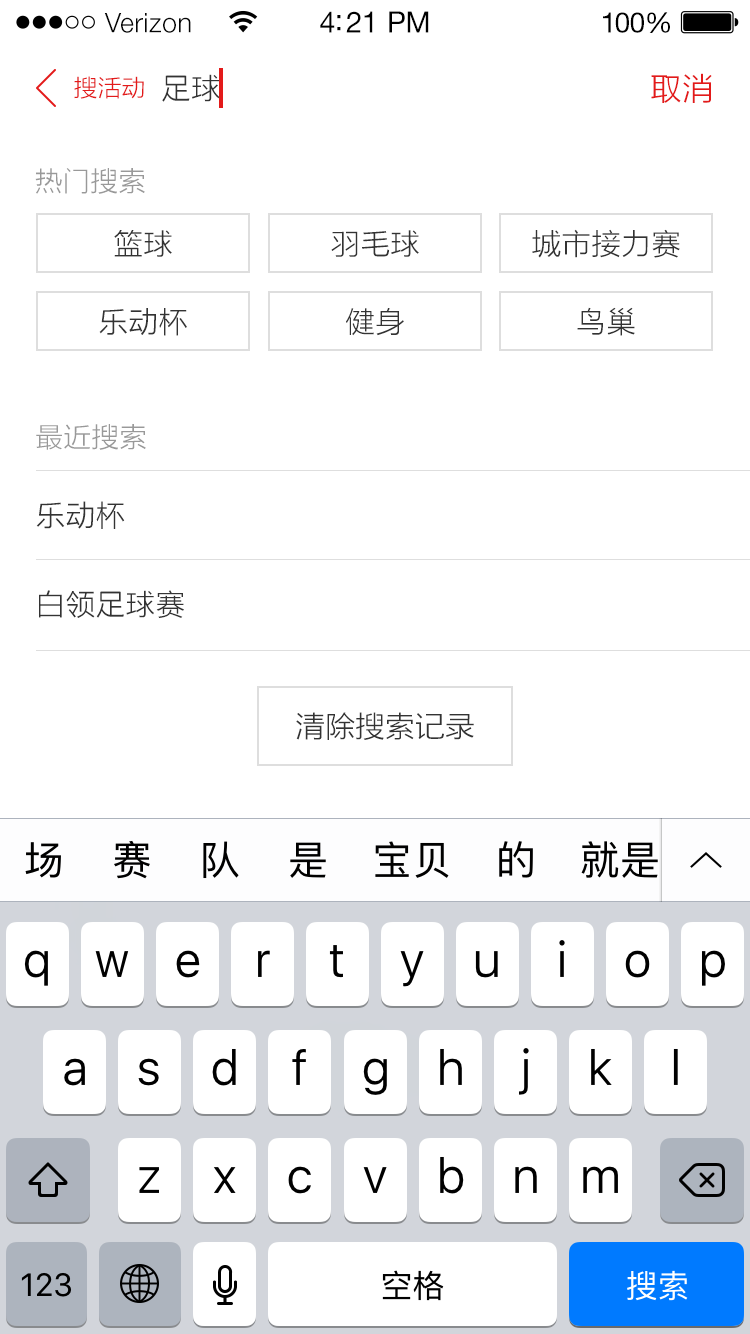 Verizon 4:21 PM 100%
搜活动 足球 取消
热门搜索
篮球 羽毛球 城市接力赛
乐动杯 健身 鸟巢
最近搜索
乐动杯
白领足球赛
清除搜索记录
场 赛 队 是 宝贝 的 就是
q w e r t y u i o p
a s d f g h j k l
z x c v b n m
123 空格 搜索